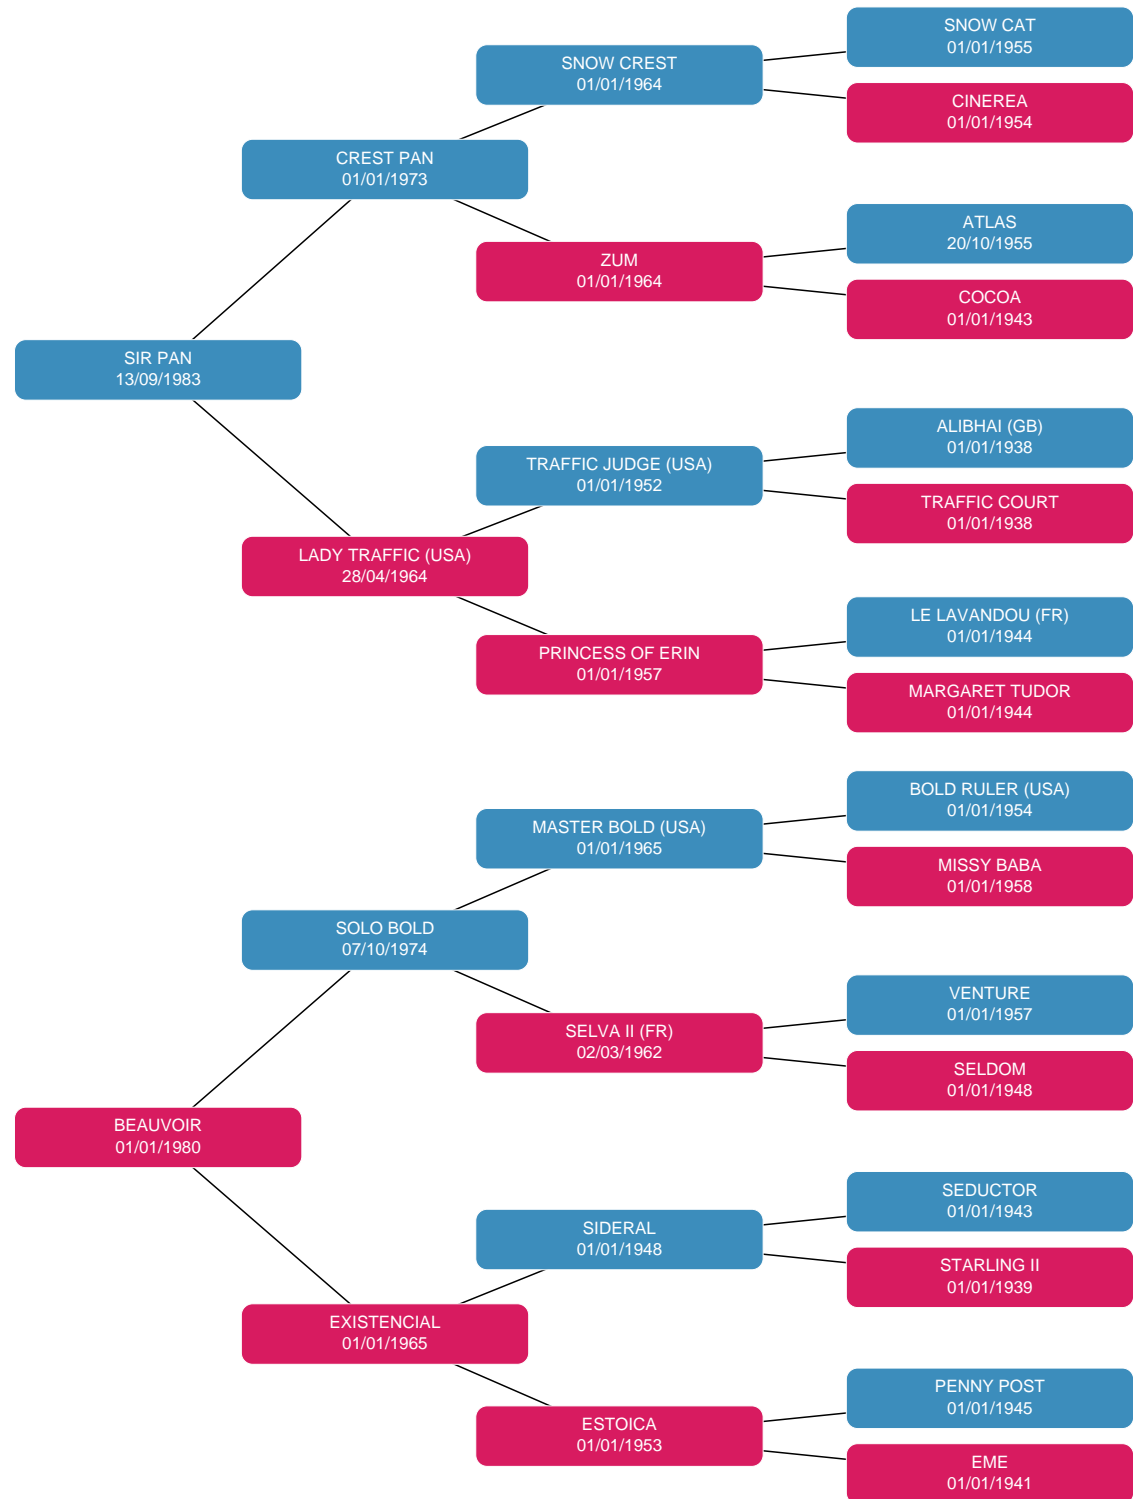 SNOW CAT
01/01/1955
SNOW CREST
01/01/1964
CINEREA
01/01/1954
CREST PAN
01/01/1973
ATLAS
20/10/1955
ZUM
01/01/1964
COCOA
01/01/1943
SIR PAN
13/09/1983
ALIBHAI (GB)
01/01/1938
TRAFFIC JUDGE (USA)
01/01/1952
TRAFFIC COURT
01/01/1938
LADY TRAFFIC (USA)
28/04/1964
LE LAVANDOU (FR)
01/01/1944
PRINCESS OF ERIN
01/01/1957
MARGARET TUDOR
01/01/1944
BOLD RULER (USA)
01/01/1954
MASTER BOLD (USA)
01/01/1965
MISSY BABA
01/01/1958
SOLO BOLD
07/10/1974
VENTURE
01/01/1957
SELVA II (FR)
02/03/1962
SELDOM
01/01/1948
BEAUVOIR
01/01/1980
SEDUCTOR
01/01/1943
SIDERAL
01/01/1948
STARLING II
01/01/1939
EXISTENCIAL
01/01/1965
PENNY POST
01/01/1945
ESTOICA
01/01/1953
EME
01/01/1941